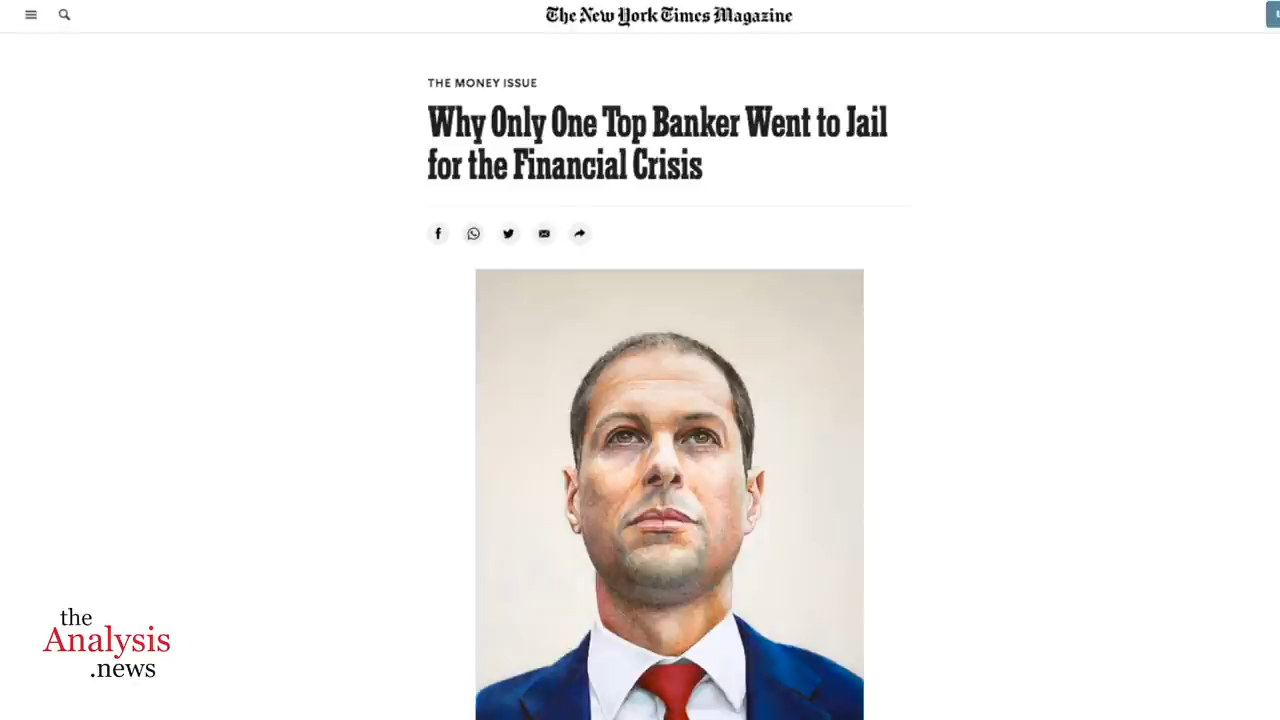 The New York Times Magazine
THE MONEY ISSUE
Why Only One Top Banker Went to Jail
for the Financial Crisis
the
Analysis
.news